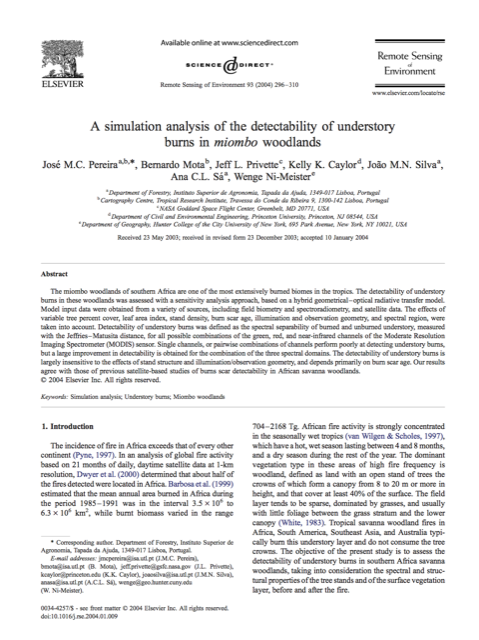 Available online at www.sciencedirect.com
SCIENCE DIRECT®
ELSEVIER
Remote Sensing of Environment 93 (2004) 296–310
Remote Sensing
of
Environment
www.elsevier.com/locate/rse
A simulation analysis of the detectability of understory
burns in miombo woodlands
José M.C. Pereiraa,b,*, Bernardo Motab, Jeff L. Privettec, Kelly K. Caylord, João M.N. Silvaa,
Ana C.L. Sáa, Wenge Ni-Meistere
aDepartment of Forestry, Instituto Superior de Agronomia, Tapada da Ajuda, 1349-017 Lisboa, Portugal
bCartography Centre, Tropical Research Institute, Travessa do Conde da Ribeira 9, 1300-142 Lisboa, Portugal
cNASA Goddard Space Flight Center, Greenbelt, MD 20771, USA
dDepartment of Civil and Environmental Engineering, Princeton University, Princeton, NJ 08544, USA
eDepartment of Geography, Hunter College of the City University of New York, 695 Park Avenue, New York, NY 10021, USA
Received 23 May 2003; received in revised form 23 December 2003; accepted 10 January 2004
Abstract
The miombo woodlands of southern Africa are one of the most extensively burned biomes in the tropics. The detectability of understory
burns in these woodlands was assessed with a sensitivity analysis approach, based on a hybrid geometrical–optical radiative transfer model.
Model input data were obtained from a variety of sources, including field biometry and spectroradiometry, and satellite data. The effects of
variable tree percent cover, leaf area index, stand density, burn scar age, illumination and observation geometry, and spectral region, were
taken into account. Detectability of understory burns was defined as the spectral separability of burned and unburned understory, measured
with the Jeffries–Matusita distance, for all possible combinations of the green, red, and near-infrared channels of the Moderate Resolution
Imaging Spectrometer (MODIS) sensor. Single channels, or pairwise combinations of channels perform poorly at detecting understory burns,
but a large improvement in detectability is obtained for the combination of the three spectral domains. The detectability of understory burns is
largely insensitive to the effects of stand structure and illumination/observation geometry, and depends primarily on burn scar age. Our results
agree with those of previous satellite-based studies of burn scar detectability in African savanna woodlands.
© 2004 Elsevier Inc. All rights reserved.
Keywords: Simulation analysis; Understory burns; Miombo woodlands
1. Introduction
The incidence of fire in Africa exceeds that of every other
continent (Pyne, 1997). In an analysis of global fire activity
based on 21 months of daily, daytime satellite data at 1-km
resolution, Dwyer et al. (2000) determined that about half of
the fires detected were located in Africa. Barbosa et al. (1999)
estimated that the mean annual area burned in Africa during
the period 1985–1991 was in the interval 3.5 × 10⁶ to
6.3 × 10⁶ km², while burnt biomass varied in the range
* Corresponding author. Department of Forestry, Instituto Superior de
Agronomia, Tapada da Ajuda, 1349-017 Lisboa, Portugal.
E-mail addresses: jmcpereira@isa.utl.pt (J.M.C. Pereira),
bmota@isa.utl.pt (B. Mota), jeff.privette@gsfc.nasa.gov (J.L. Privette),
kcaylor@princeton.edu (K.K. Caylor), joaosilva@isa.utl.pt (J.M.N. Silva),
anasa@isa.utl.pt (A.C.L. Sá), wenge@geo.hunter.cuny.edu
(W. Ni-Meister).
0034-4257/$ - see front matter © 2004 Elsevier Inc. All rights reserved.
doi:10.1016/j.rse.2004.01.009
704–2168 Tg. African fire activity is strongly concentrated
in the seasonally wet tropics (van Wilgen & Scholes, 1997),
which have a hot, wet season lasting between 4 and 8 months,
and a dry season during the rest of the year. The dominant
vegetation type in these areas of high fire frequency is
woodland, defined as land with an open stand of trees the
crowns of which form a canopy from 8 to 20 m or more in
height, and that cover at least 40% of the surface. The field
layer tends to be sparse, dominated by grasses, and usually
with little foliage between the grass stratum and the lower
canopy (White, 1983). Tropical savanna woodland fires in
Africa, South America, Southeast Asia, and Australia typi-
cally burn this understory layer and do not consume the tree
crowns. The objective of the present study is to assess the
detectability of understory burns in southern Africa savanna
woodlands, taking into consideration the spectral and struc-
tural properties of the tree stands and of the surface vegetation
layer, before and after the fire.